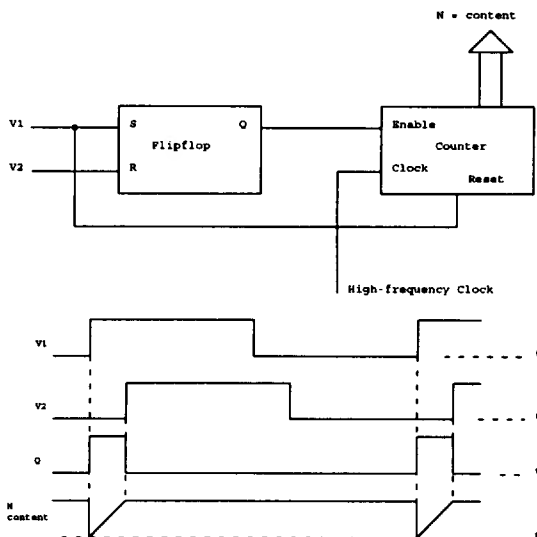 N = content
V1
S
Q
Enable
Flipflop
Counter
V2
R
Clock
Reset
High-frequency Clock
V1
V2
Q
N
content